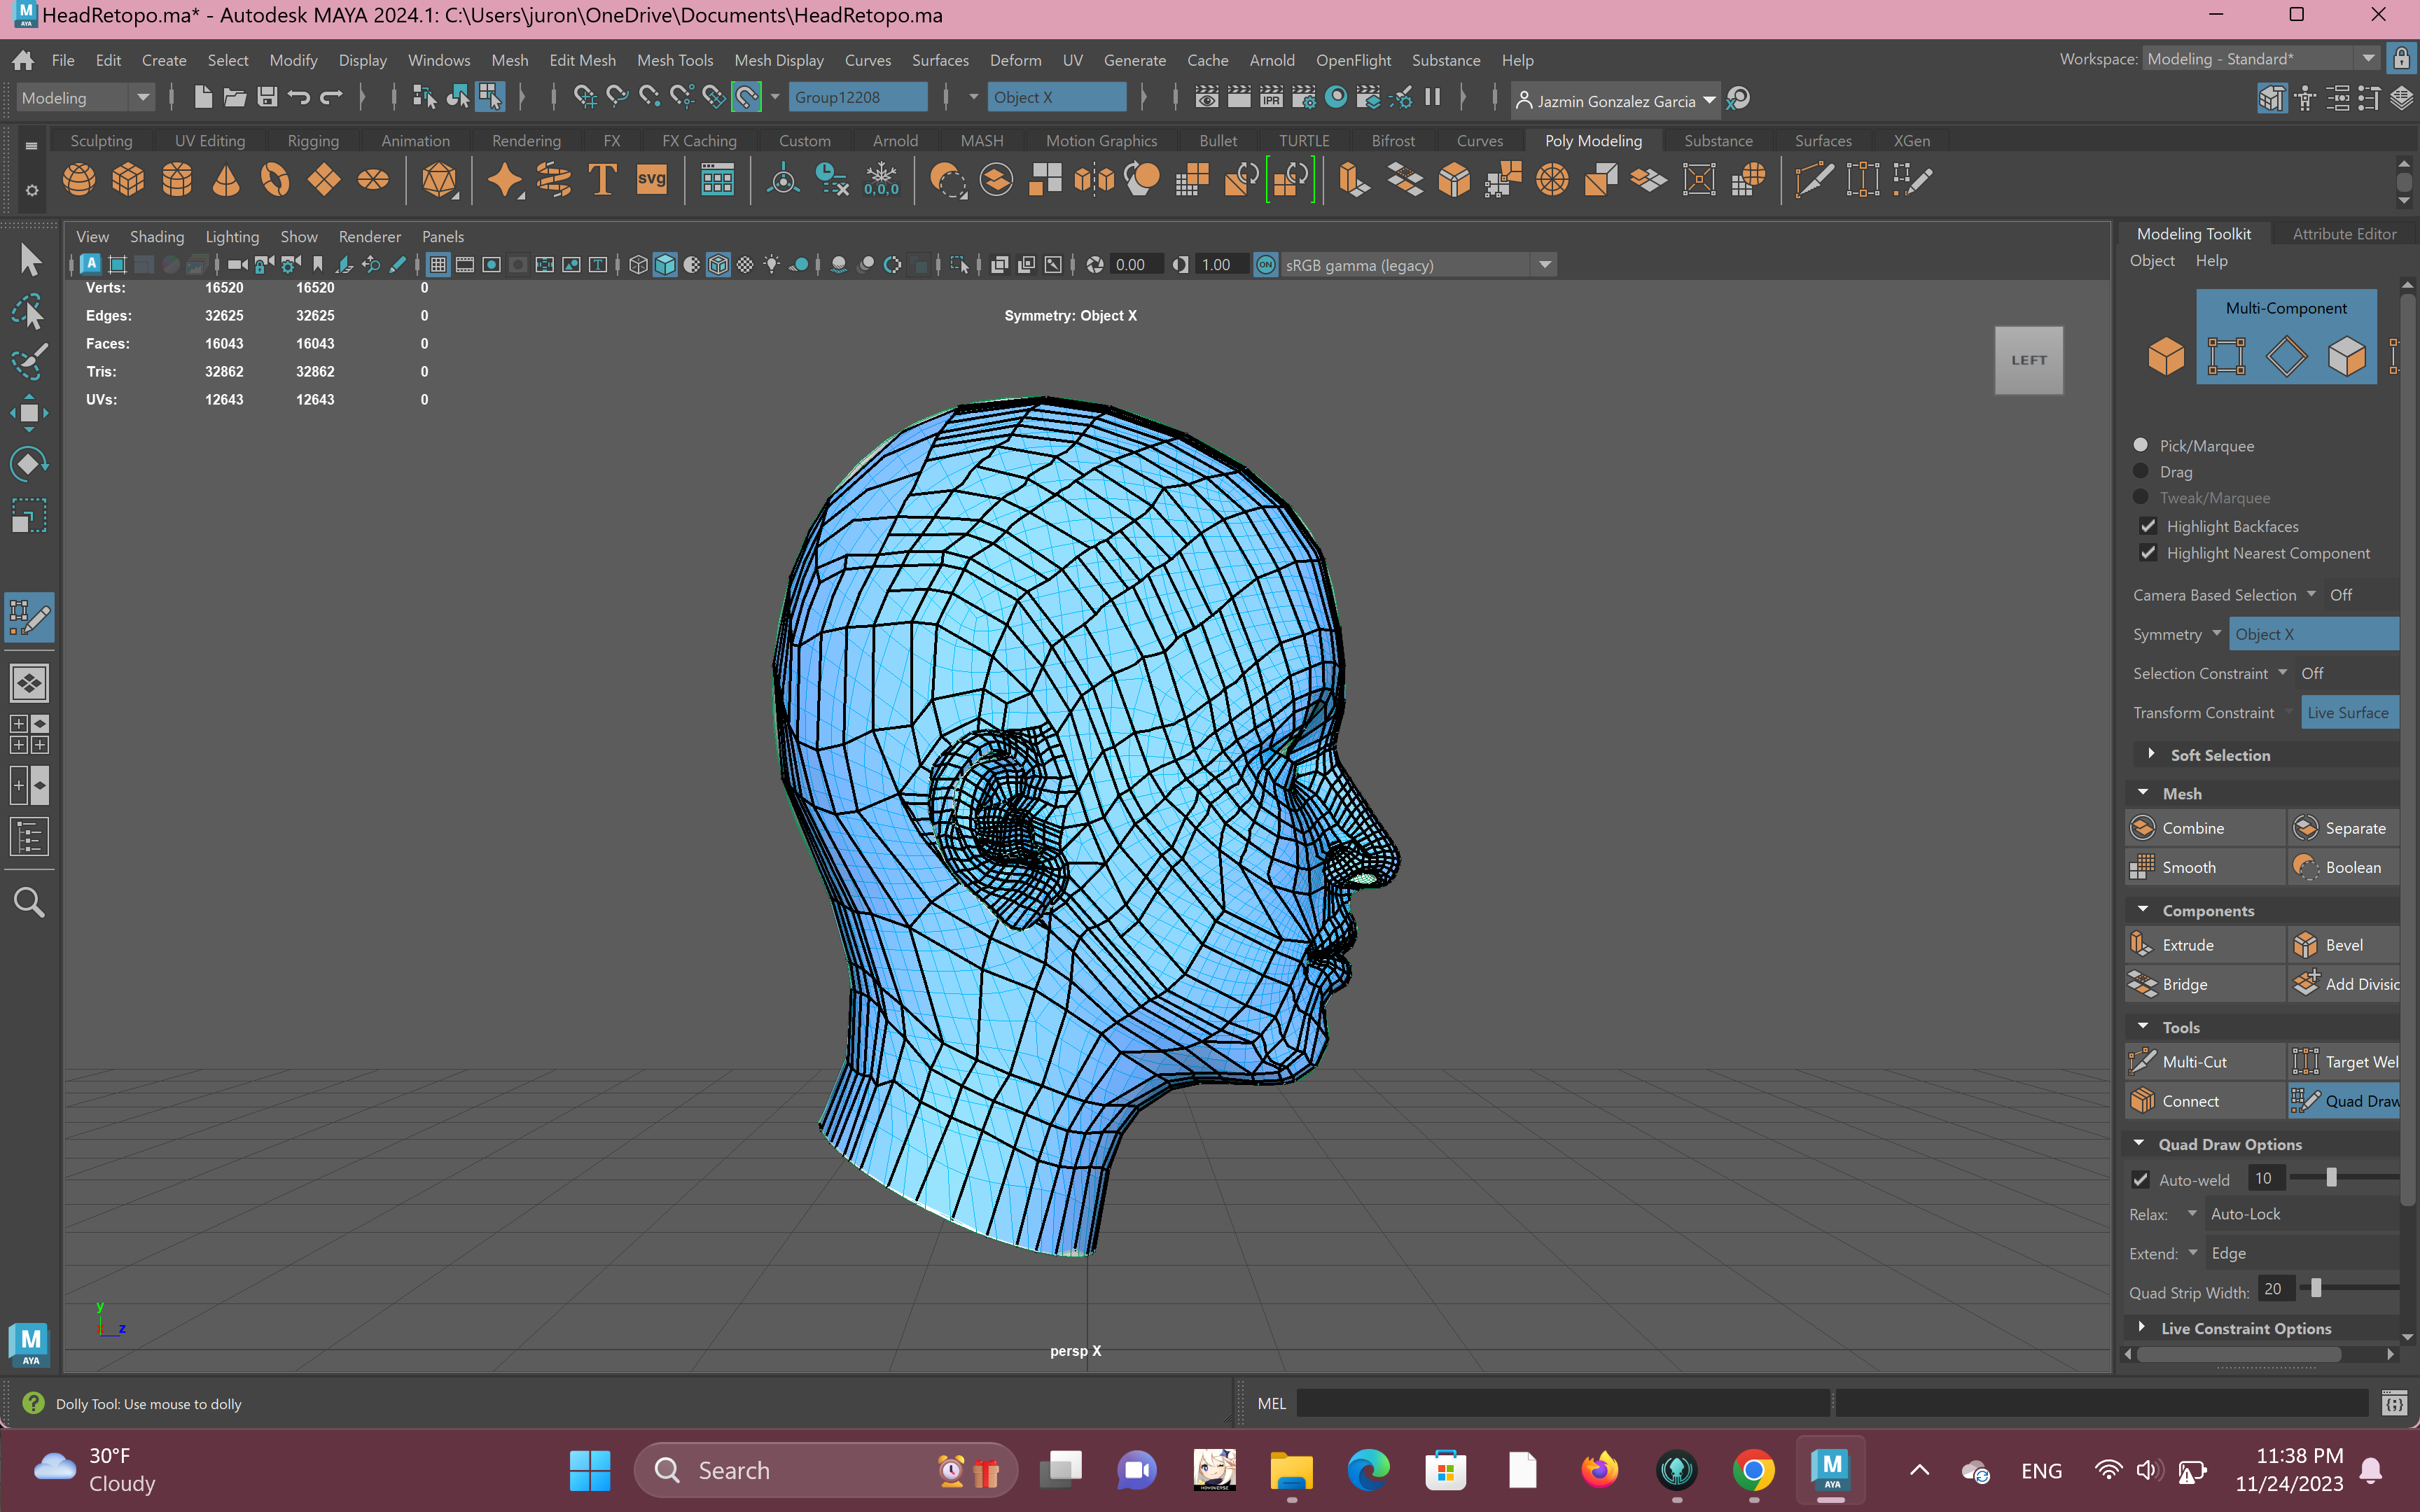 HeadRetopo.ma* - Autodesk MAYA 2024.1: C:\Users\juron\OneDrive\Documents\HeadRetopo.ma
File Edit Create Select Modify Display Windows Mesh Edit Mesh Mesh Tools Mesh Display Curves Surfaces Deform UV Generate Cache Arnold OpenFlight Substance Help
Workspace: Modeling - Standard*
Modeling
Group12208
Object X
IPR
Jazmin Gonzalez Garcia
Sculpting UV Editing Rigging Animation Rendering FX FX Caching Custom Arnold MASH Motion Graphics Bullet TURTLE Bifrost Curves Poly Modeling Substance Surfaces XGen
T svg 0,0,0
View Shading Lighting Show Renderer Panels
0.00 1.00 ON sRGB gamma (legacy)
Verts: 16520 16520 0
Edges: 32625 32625 0
Faces: 16043 16043 0
Tris: 32862 32862 0
UVs: 12643 12643 0
Symmetry: Object X
LEFT
y
z
persp X
Modeling Toolkit Attribute Editor
Object Help
Multi-Component
Pick/Marquee
Drag
Tweak/Marquee
Highlight Backfaces
Highlight Nearest Component
Camera Based Selection Off
Symmetry Object X
Selection Constraint Off
Transform Constraint Live Surface
Soft Selection
Mesh
Combine Separate
Smooth Boolean
Components
Extrude Bevel
Bridge Add Divisic
Tools
Multi-Cut Target Wel
Connect Quad Draw
Quad Draw Options
Auto-weld 10
Relax: Auto-Lock
Extend: Edge
Quad Strip Width: 20
Live Constraint Options
M
AYA
Dolly Tool: Use mouse to dolly
MEL
30°F
Cloudy
Search
ENG
11:38 PM
11/24/2023